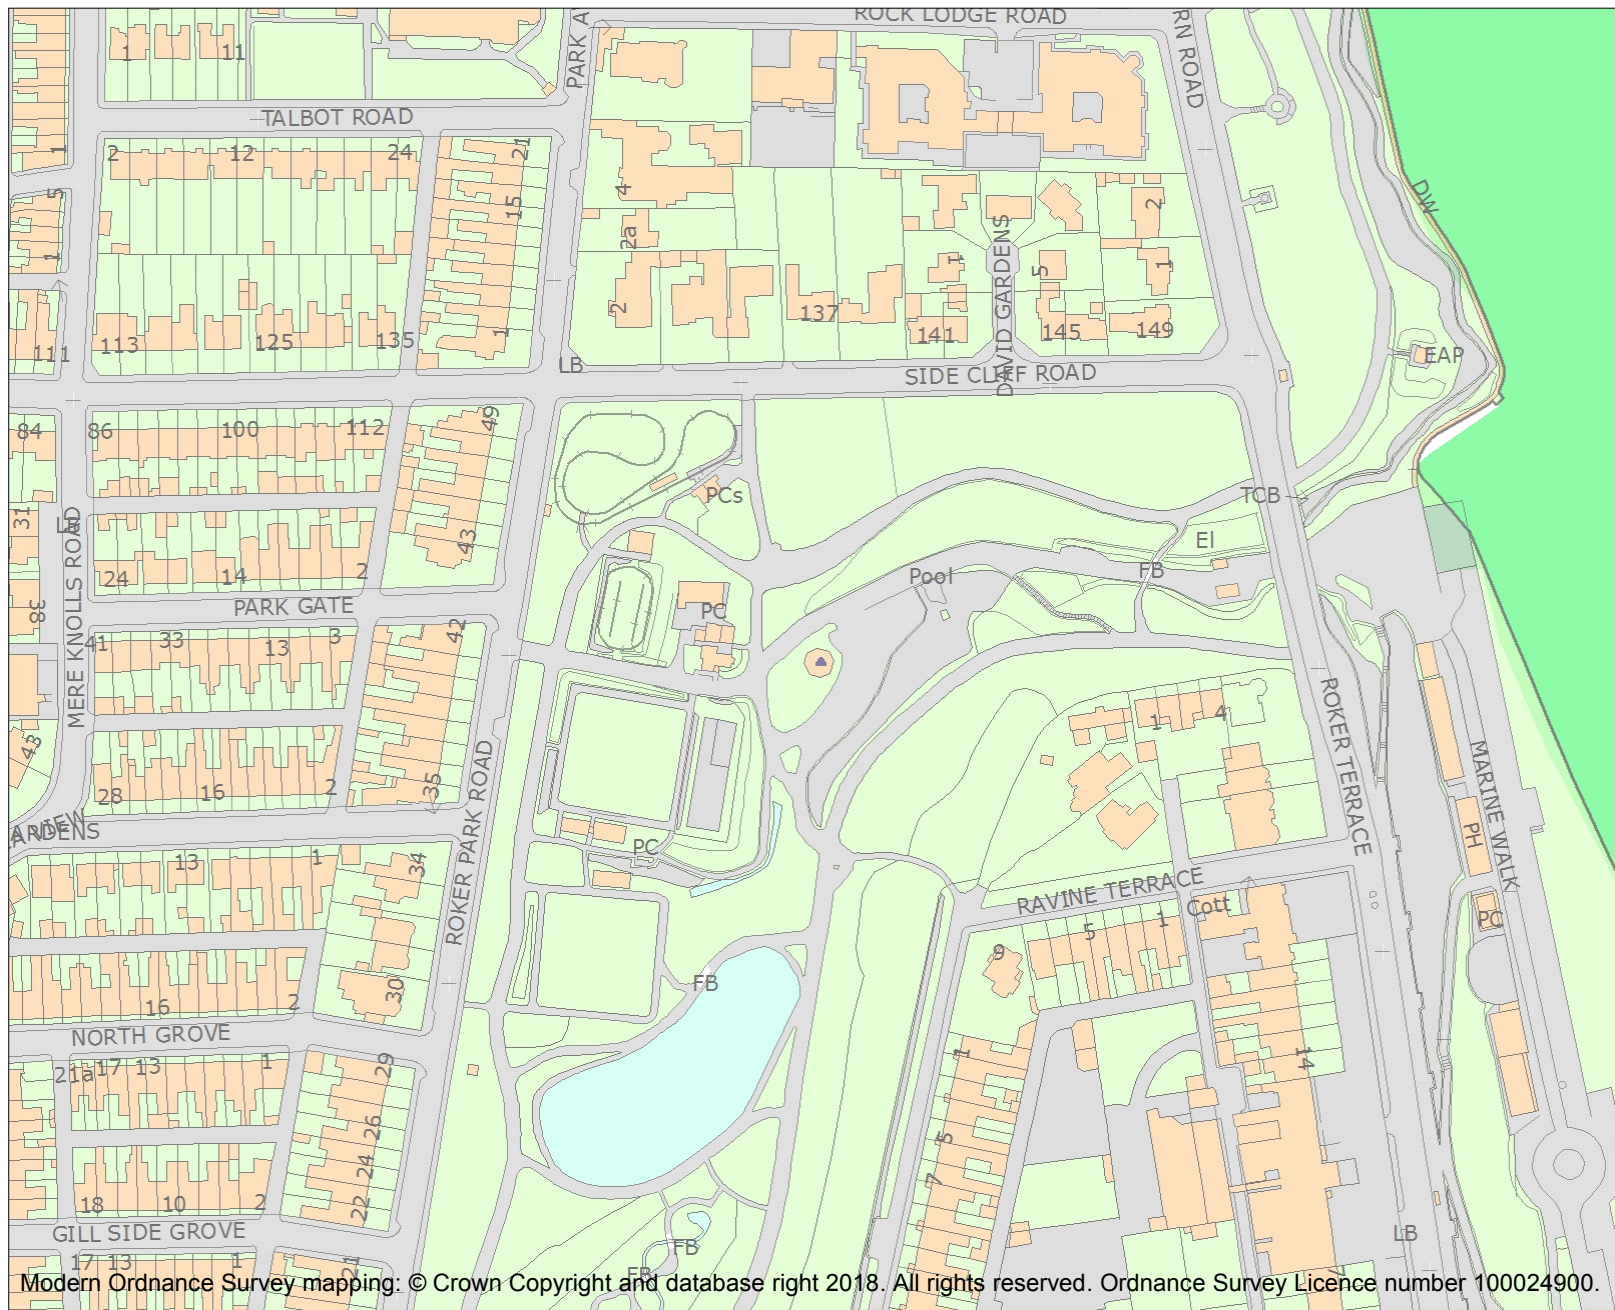 ROCK LODGE ROAD
PARK A
RN ROAD
1
11
TALBOT ROAD
1
2
12
24
21
5
15
4
2a
1
2
DW
DAVID GARDENS
1
5
2
1
111
113
125
135
1
LB
137
141
145
149
SIDE CLIFF ROAD
EAP
84
86
100
112
49
PCs
TCB
31
LB
MERE KNOLLS ROAD
43
El
FB
24
14
2
Pool
38
PARK GATE
PC
41
33
13
3
42
43
28
16
2
35
ROKER PARK ROAD
1
4
ROKER TERRACE
MARINE WALK
PH
ARDENS
13
1
34
PC
RAVINE TERRACE
Cott
9
5
1
PC
16
2
30
FB
NORTH GROVE
21a
17
13
1
29
26
24
22
1
14
5
7
18
10
2
GILL SIDE GROVE
FB
LB
17
13
1
21
FB
Modern Ordnance Survey mapping: © Crown Copyright and database right 2018. All rights reserved. Ordnance Survey Licence number 100024900.